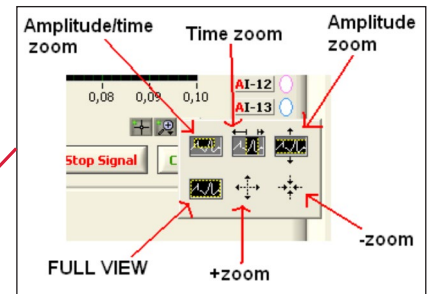 Amplitude/time
zoom
Time zoom
Amplitude
zoom
0,08 0,09 0,10
AI-12
AI-13
Stop Signal
C
-zoom
FULL VIEW
+zoom